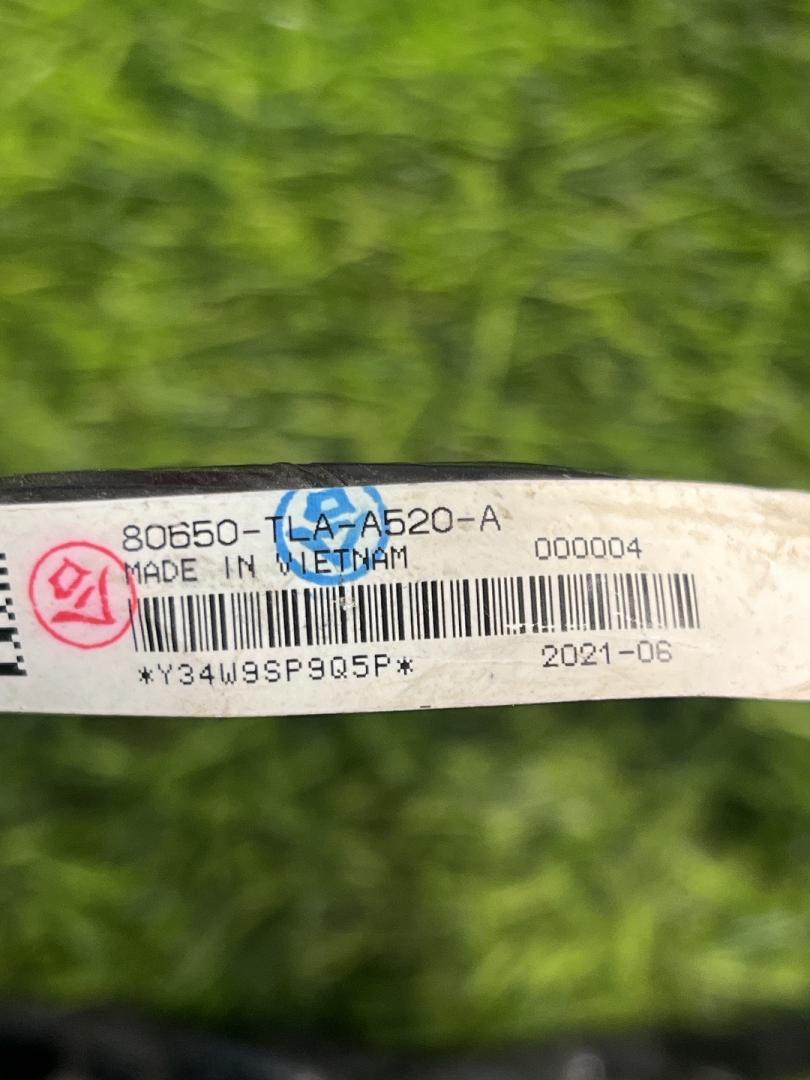 80650-TLA-A520-A
MADE IN VIETNAM
000004
*Y34W9SP9Q5P*
2021-06